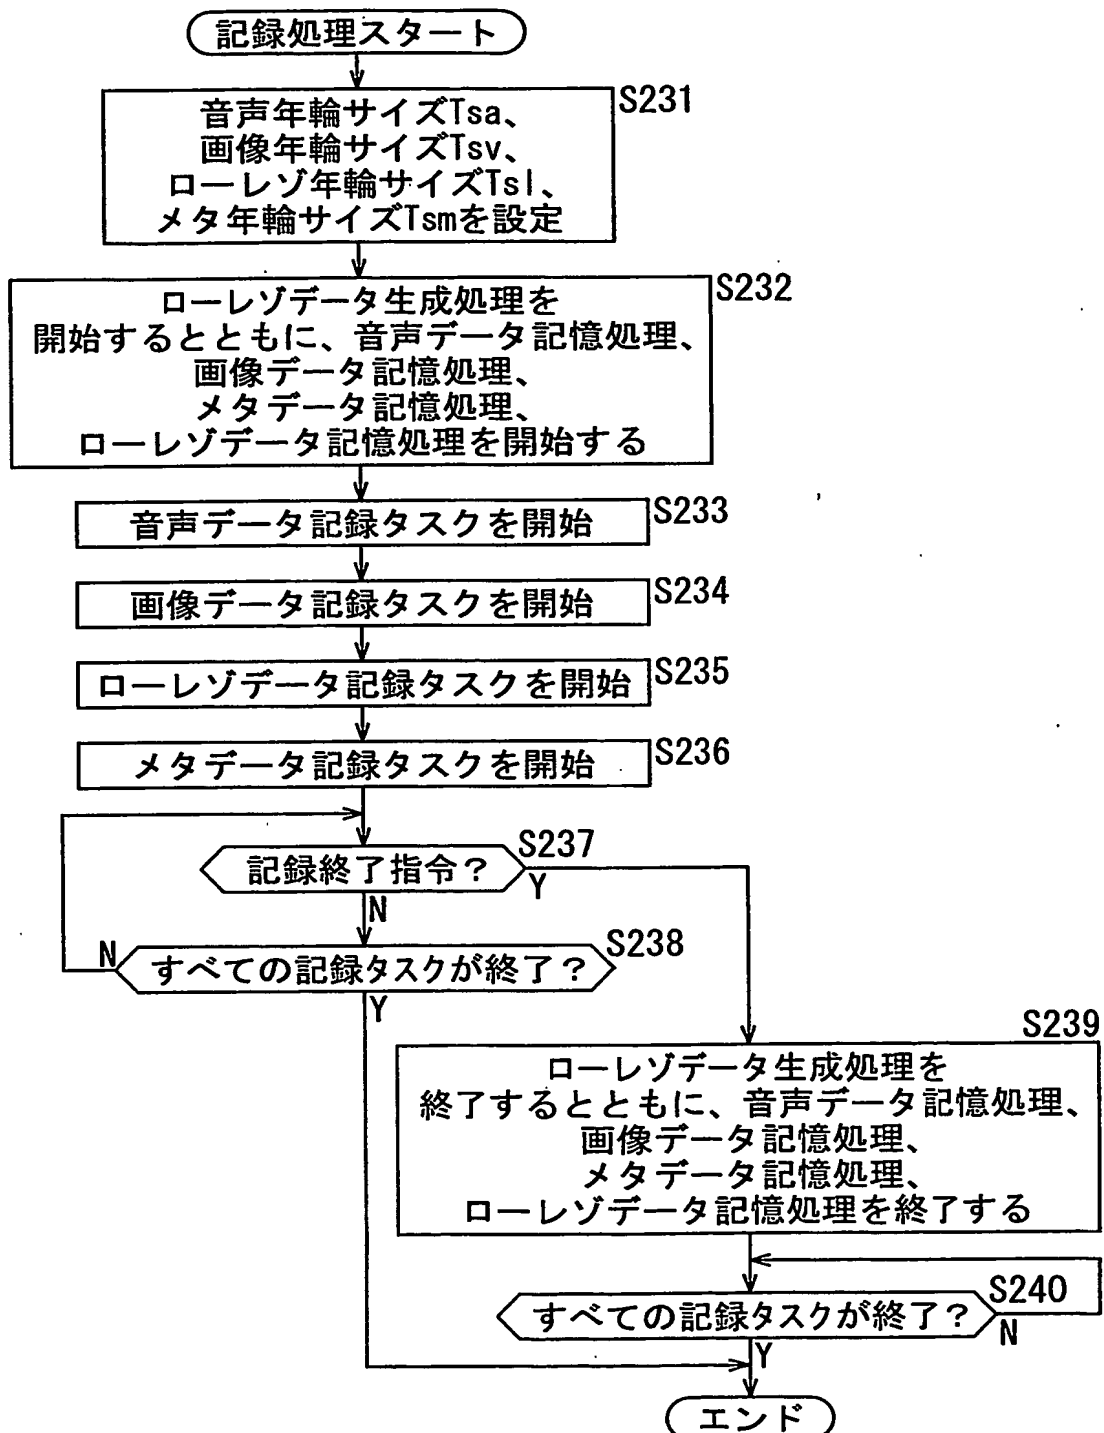 記録処理スタート
S231
音声年輪サイズTsa、
画像年輪サイズTsv、
ローレゾ年輪サイズTsl、
メタ年輪サイズTsmを設定
S232
ローレゾデータ生成処理を
開始するとともに、音声データ記憶処理、
画像データ記憶処理、
メタデータ記憶処理、
ローレゾデータ記憶処理を開始する
音声データ記録タスクを開始
S233
画像データ記録タスクを開始
S234
ローレゾデータ記録タスクを開始
S235
メタデータ記録タスクを開始
S236
記録終了指令？
S237
Y
N
すべての記録タスクが終了？
S238
N
Y
S239
ローレゾデータ生成処理を
終了するとともに、音声データ記憶処理、
画像データ記憶処理、
メタデータ記憶処理、
ローレゾデータ記憶処理を終了する
すべての記録タスクが終了？
S240
N
Y
エンド